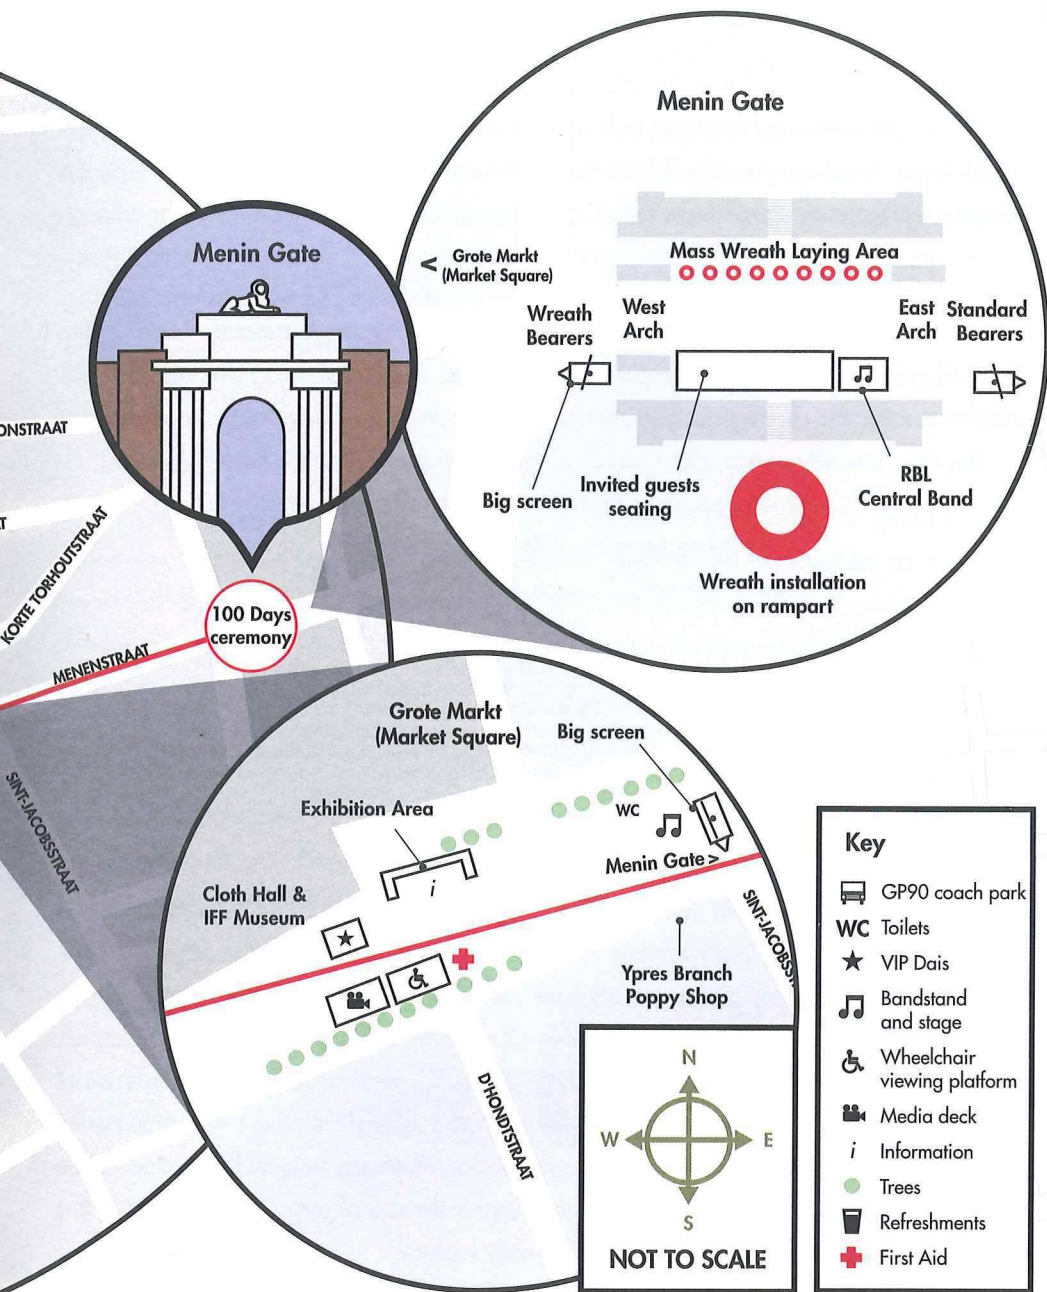 Menin Gate
Menin Gate
<
Grote Markt
(Market Square)
Mass Wreath Laying Area
Wreath
Bearers
West
Arch
East
Arch
Standard
Bearers
Big screen
Invited guests
seating
RBL
Central Band
Wreath installation
on rampart
ONSTRAAT
KORTE TORHOUTSTRAAT
100 Days
ceremony
MENENSTRAAT
SINT-JACOBSSTRAAT
Grote Markt
(Market Square)
Big screen
Exhibition Area
WC
Menin Gate >
i
Cloth Hall &
IFF Museum
SINT-JACOBSS
Ypres Branch
Poppy Shop
D'HONDTSTRAAT
N
W E
S
NOT TO SCALE
Key
GP90 coach park
WC Toilets
VIP Dais
Bandstand
and stage
Wheelchair
viewing platform
Media deck
i Information
Trees
Refreshments
First Aid